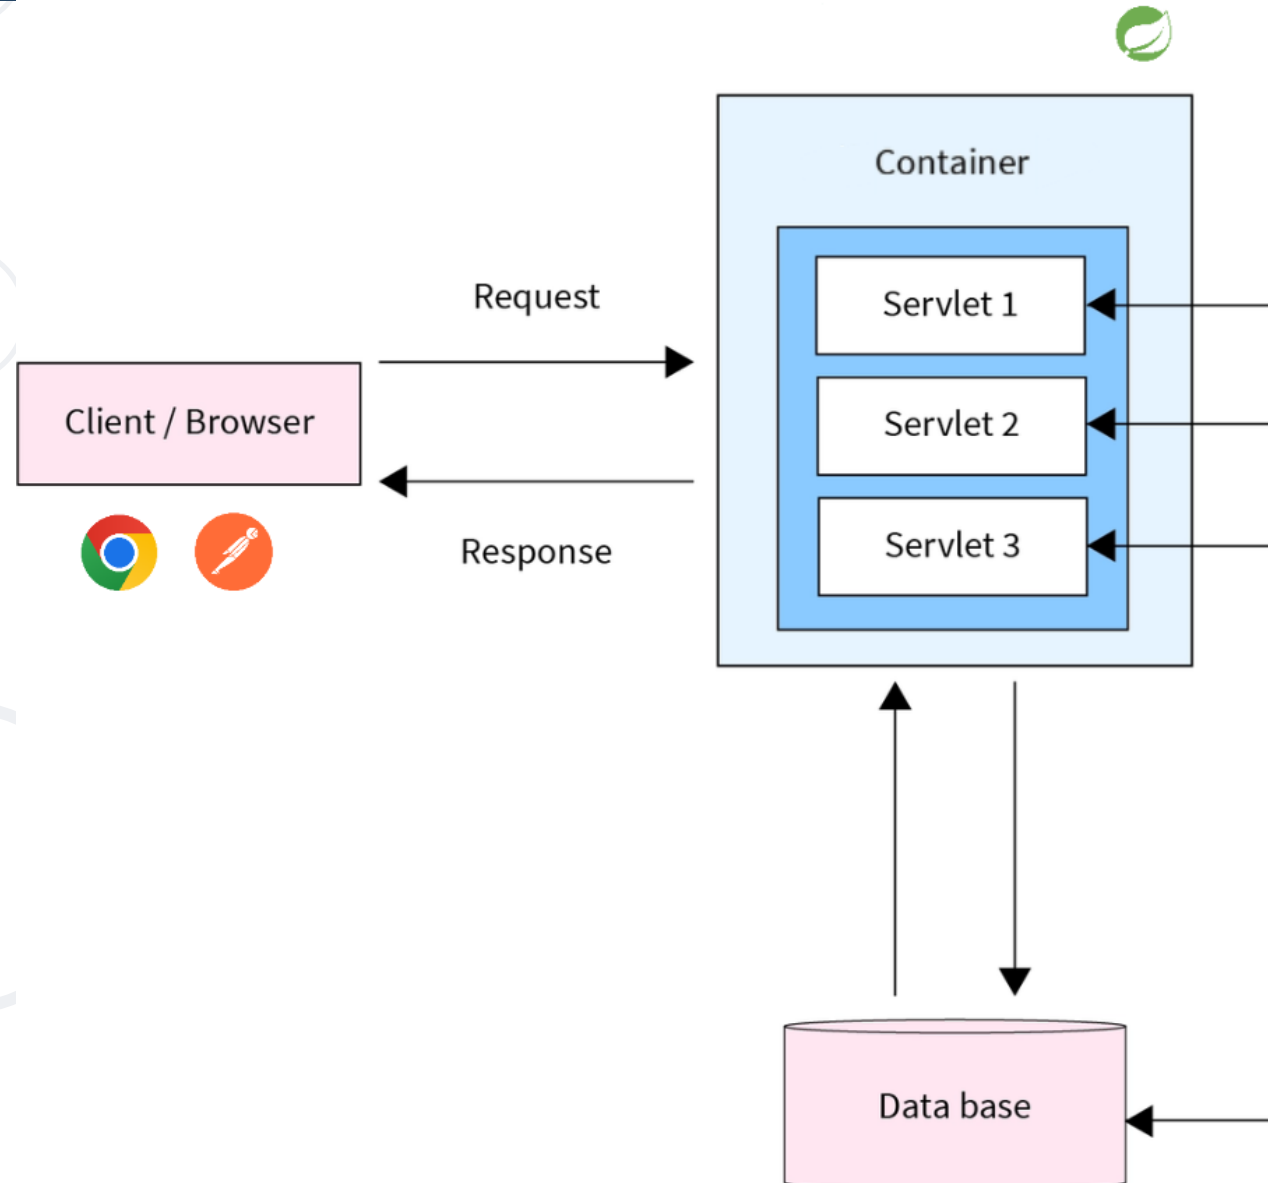 Container
Request
Servlet 1
Client / Browser
Servlet 2
Response
Servlet 3
Data base